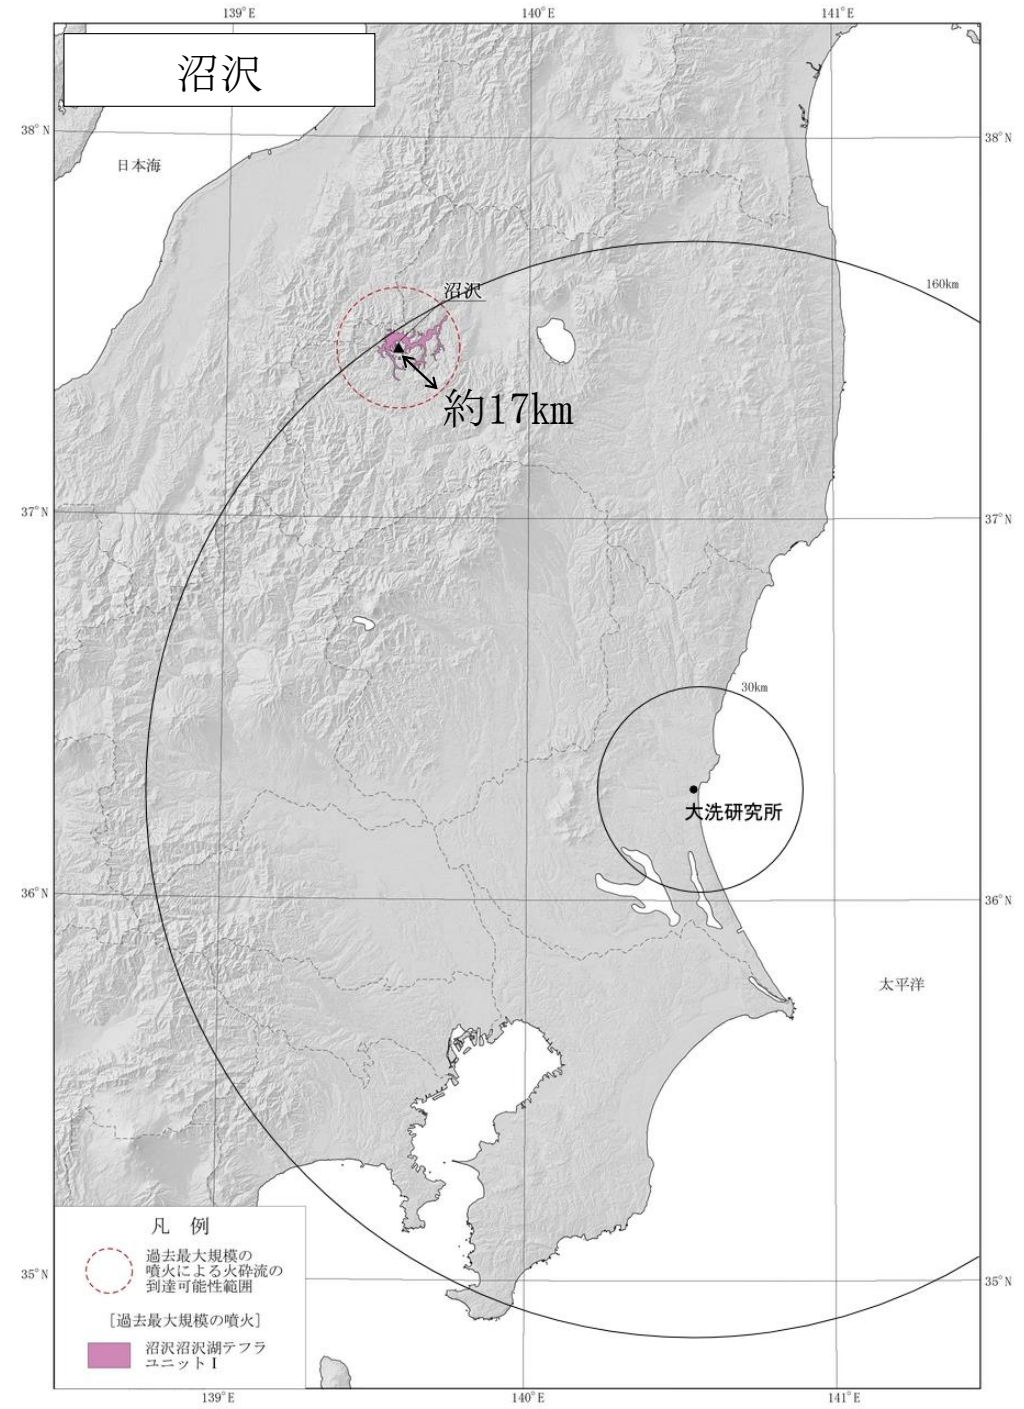 139°E
140°E
141°E
沼沢
38°N
38°N
日本海
160km
沼沢
約17km
37°N
37°N
30km
大洗研究所
36°N
36°N
太平洋
凡　例
過去最大規模の
噴火による火砕流の
到達可能性範囲
35°N
35°N
［過去最大規模の噴火］
沼沢沼沢湖テフラ
ユニットⅠ
139°E
140°E
141°E